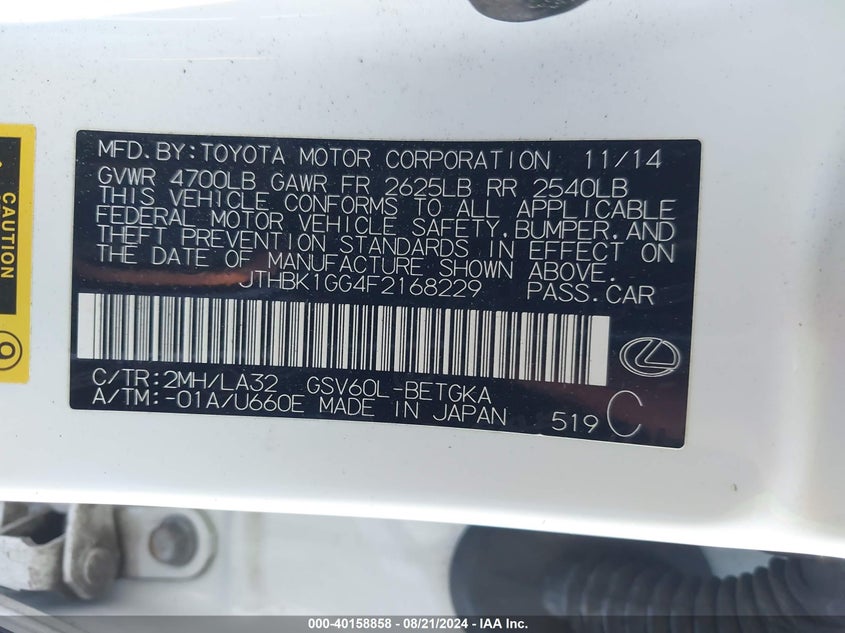 MFD.BY:TOYOTA MOTOR CORPORATION 11/14
GVWR 4700LB GAWR FR 2625LB RR 2540LB
THIS VEHICLE CONFORMS TO ALL APPLICABLE
FEDERAL MOTOR VEHICLE SAFETY,BUMPER,AND
THEFT PREVENTION STANDARDS IN EFFECT ON
THE DATE OF MANUFACTURE SHOWN ABOVE.
JTHBK1GG4F2168229 PASS.CAR
C/TR:2MH/LA32 GSV60L-BETGKA
A/TM:-01A/U660E MADE IN JAPAN 519 C
CAUTION
000-40158858 / 08/21/2024 - IAA Inc.